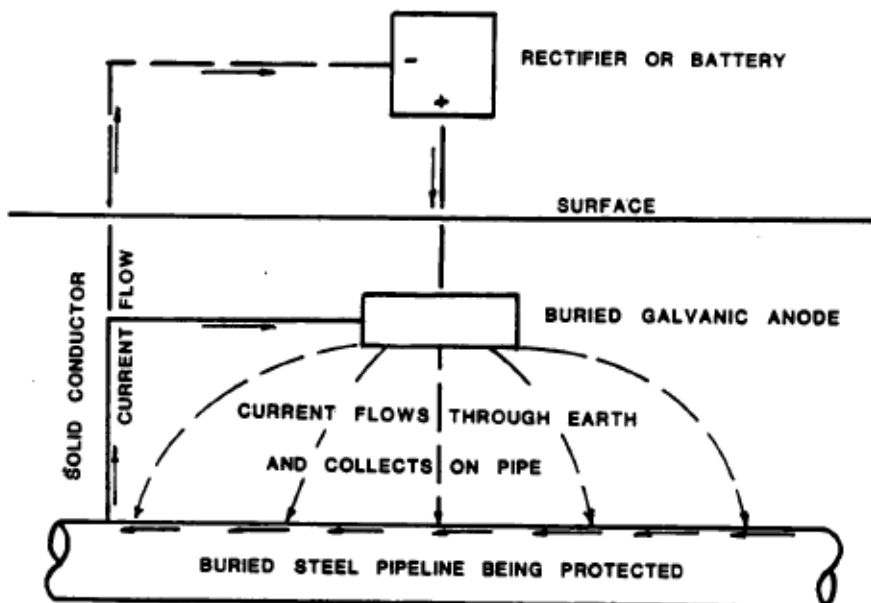 -
RECTIFIER OR BATTERY
+
SURFACE
SOLID CONDUCTOR
CURRENT FLOW
BURIED GALVANIC ANODE
CURRENT FLOWS THROUGH EARTH
AND COLLECTS ON PIPE
BURIED STEEL PIPELINE BEING PROTECTED